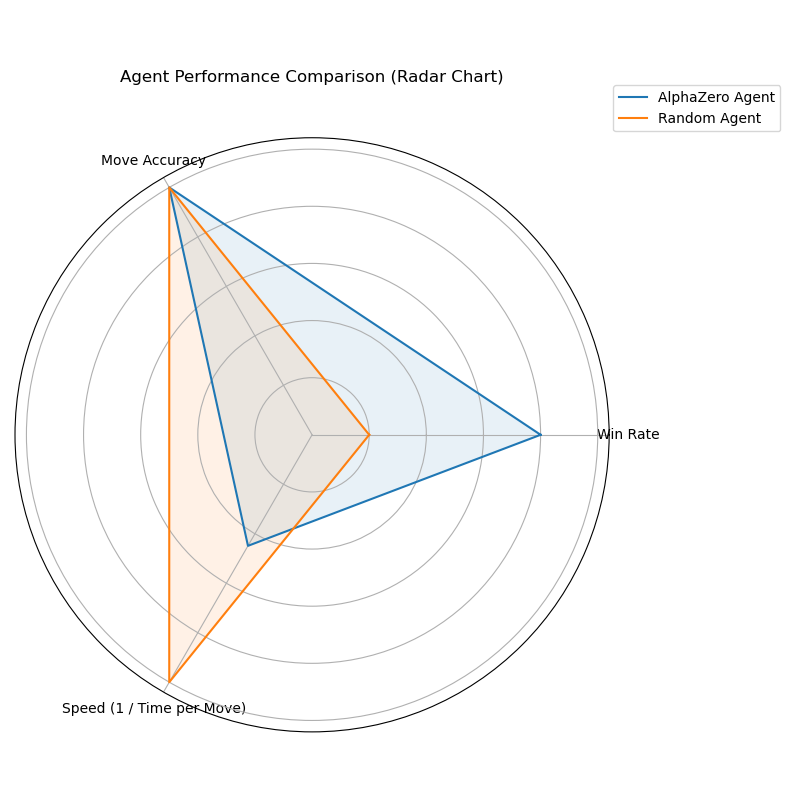 Agent Performance Comparison (Radar Chart)
AlphaZero Agent
Random Agent
Move Accuracy
Win Rate
Speed (1 / Time per Move)